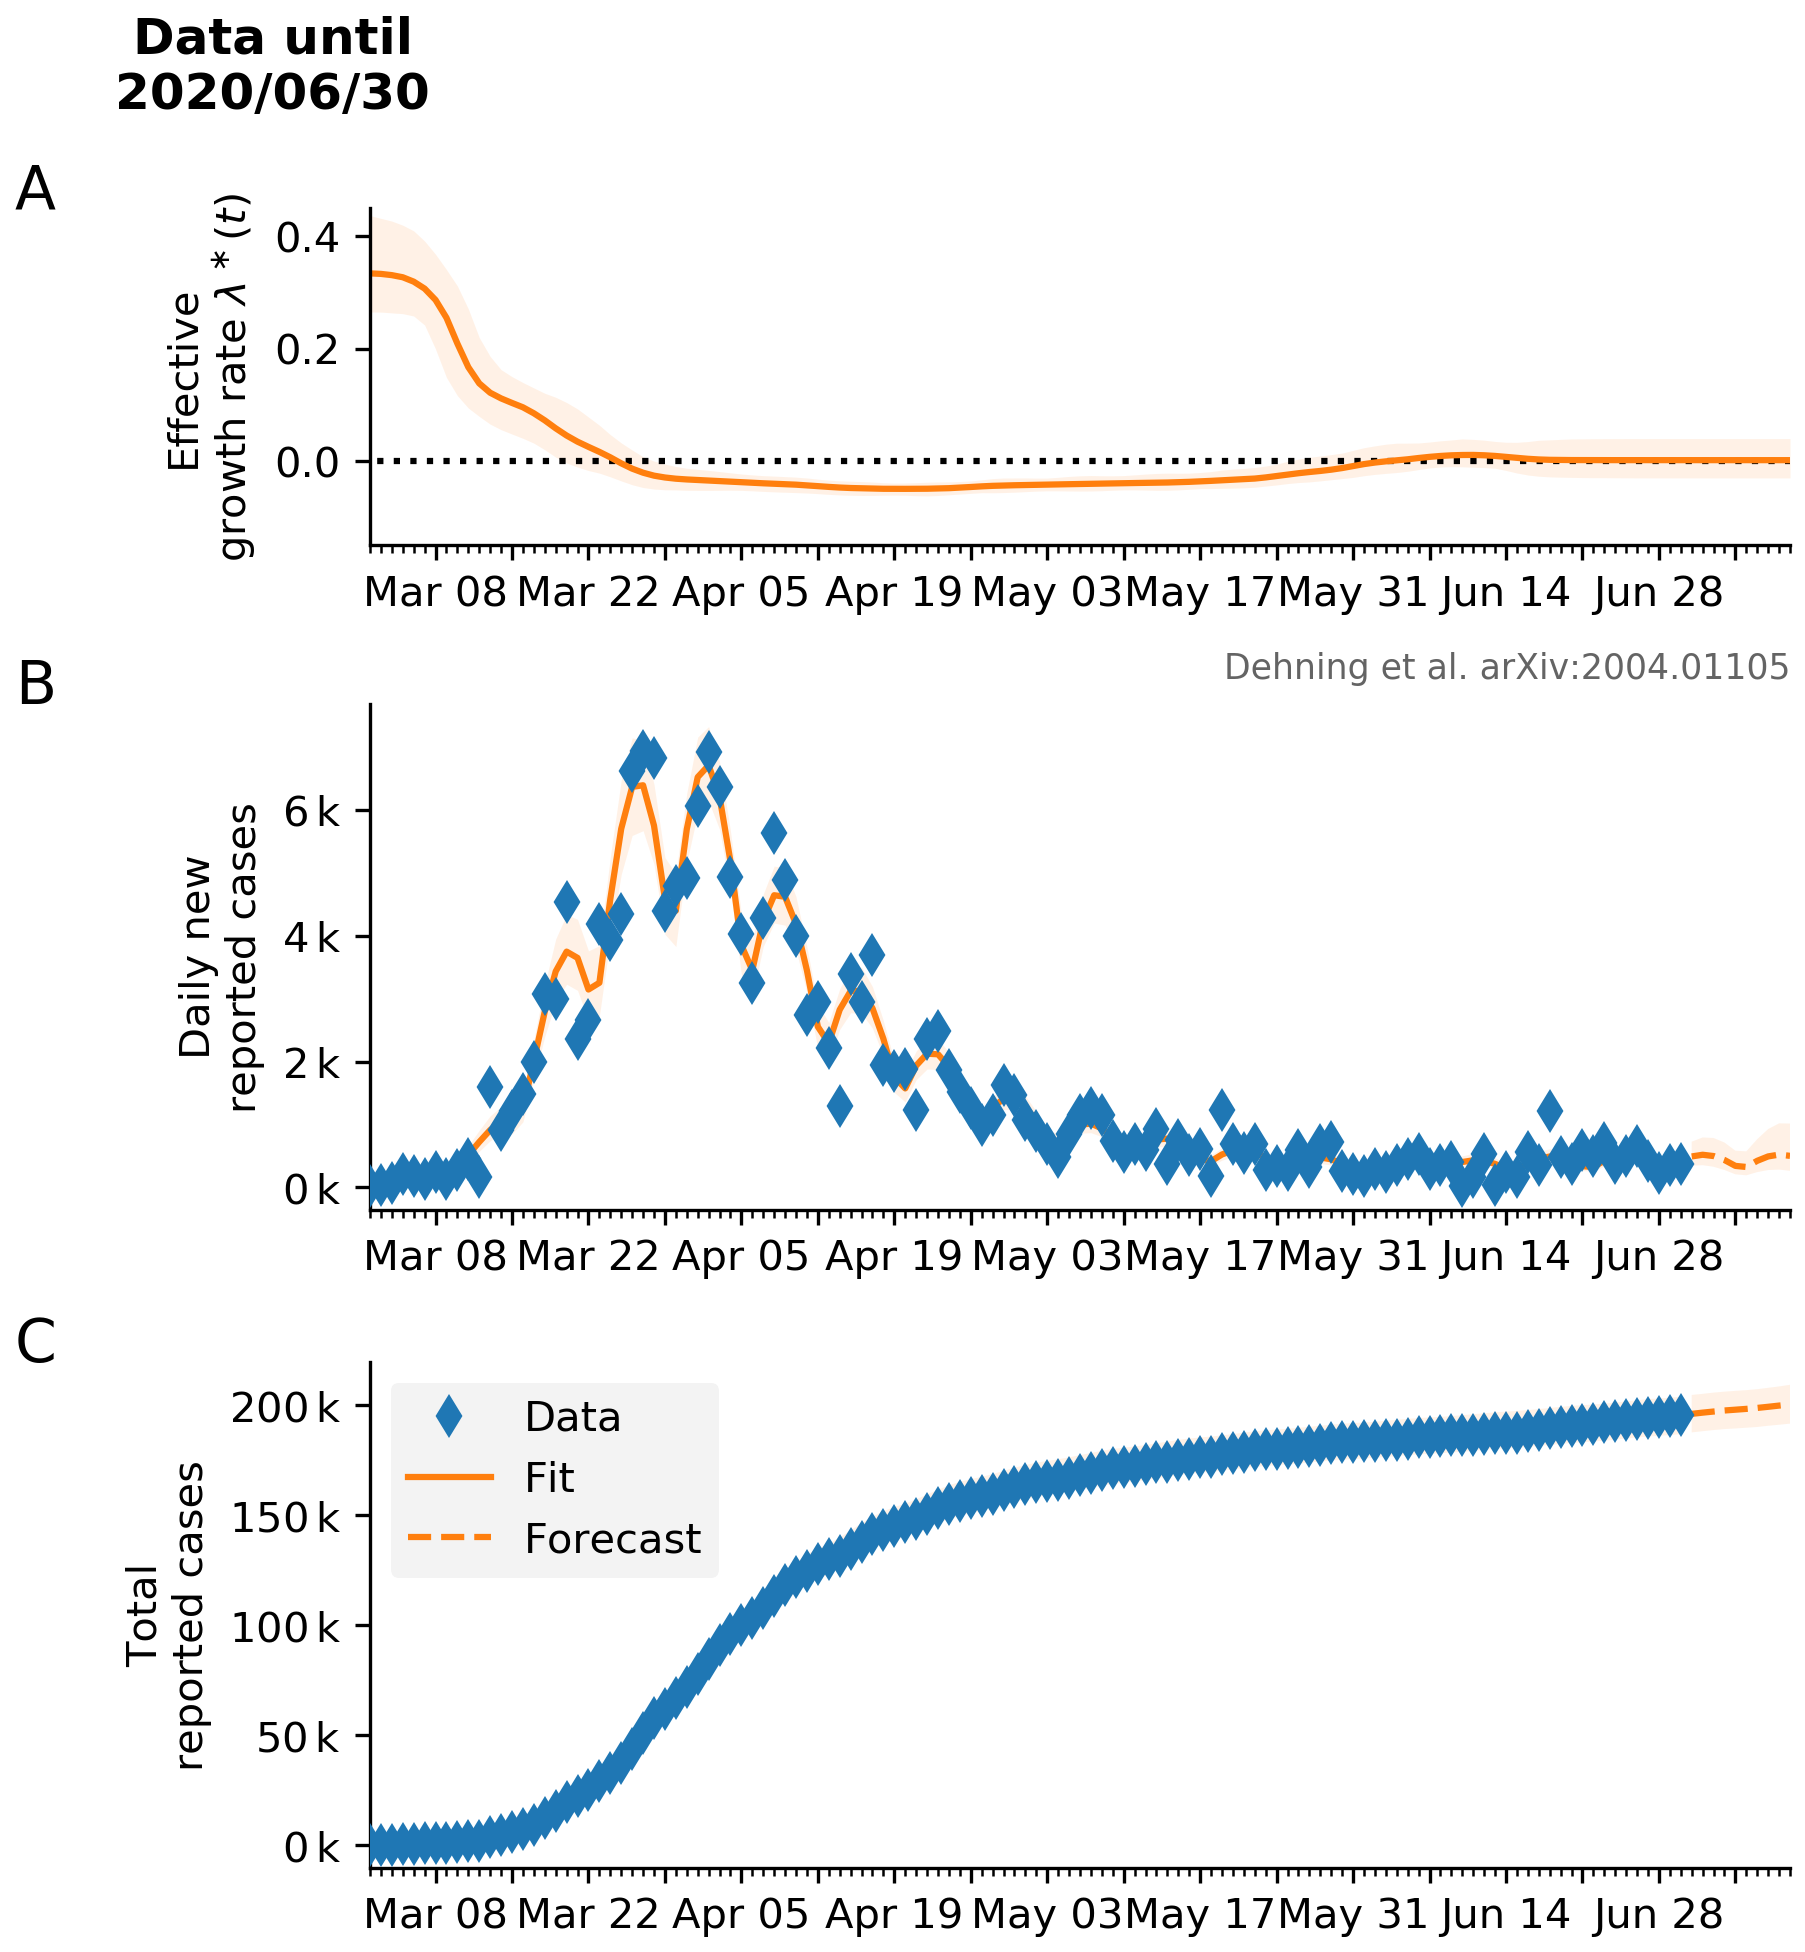 Data until
2020/06/30
A
Effective
growth rate λ * (t)
0.4
0.2
0.0
Mar 08 Mar 22 Apr 05 Apr 19 May 03 May 17 May 31 Jun 14 Jun 28
B
Dehning et al. arXiv:2004.01105
Daily new
reported cases
6 k
4 k
2 k
0 k
Mar 08 Mar 22 Apr 05 Apr 19 May 03 May 17 May 31 Jun 14 Jun 28
C
Total
reported cases
200 k
150 k
100 k
50 k
0 k
Data
Fit
Forecast
Mar 08 Mar 22 Apr 05 Apr 19 May 03 May 17 May 31 Jun 14 Jun 28